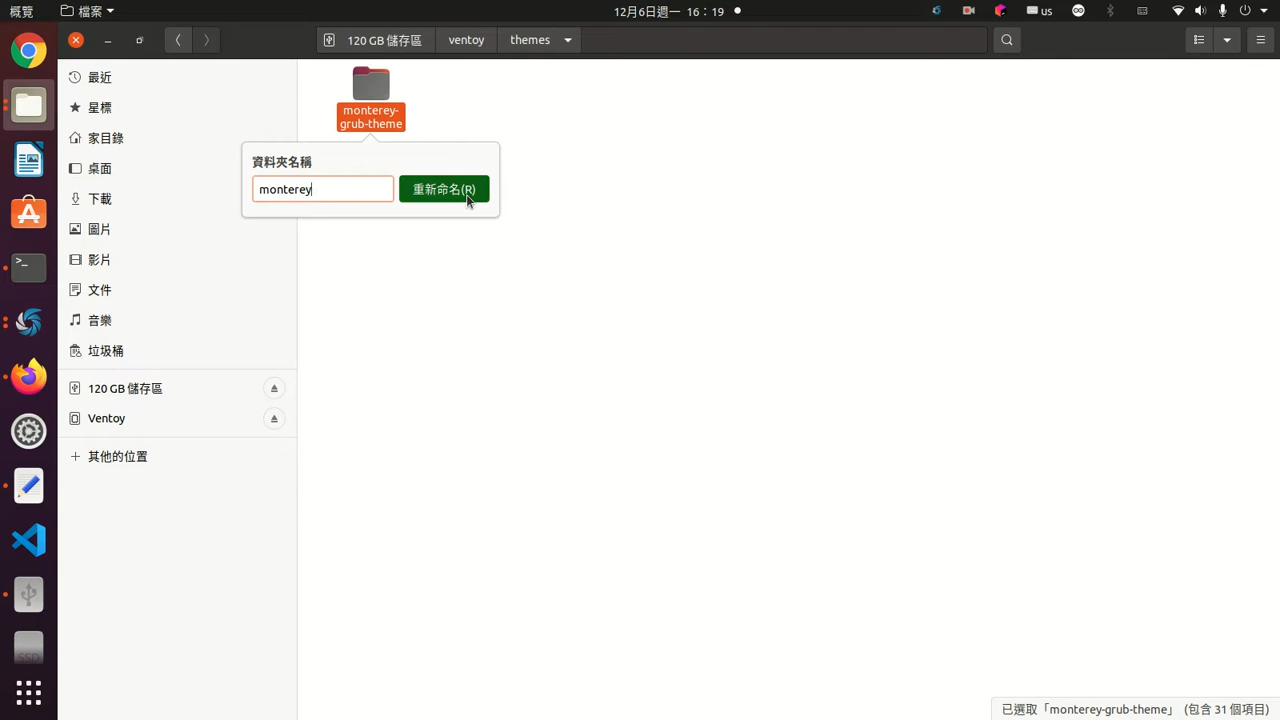 概覽
檔案
12月6日週一 16：19
us
120 GB 儲存區
ventoy
themes
最近
星標
家目錄
桌面
下載
圖片
影片
文件
音樂
垃圾桶
120 GB 儲存區
Ventoy
其他的位置
monterey-
grub-theme
資料夾名稱
monterey
重新命名(R)
>_
SSD
已選取「monterey-grub-theme」 (包含 31 個項目)